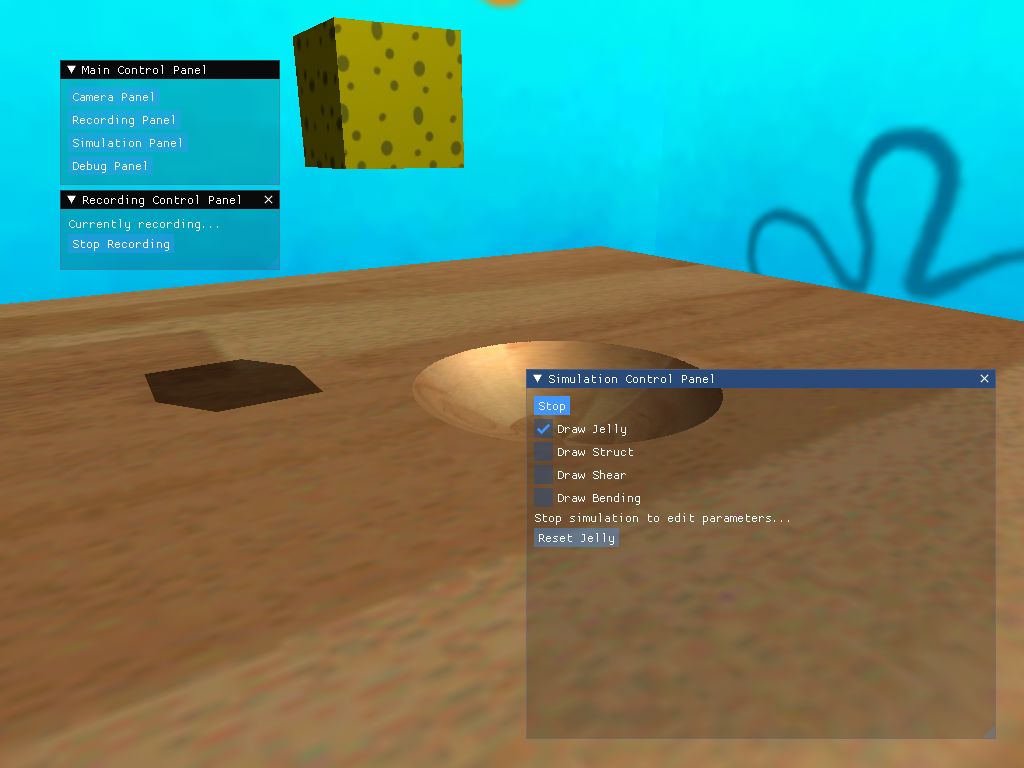 Main Control Panel
Camera Panel
Recording Panel
Simulation Panel
Debug Panel
Recording Control Panel
Currently recording...
Stop Recording
Simulation Control Panel
Stop
Draw Jelly
Draw Struct
Draw Shear
Draw Bending
Stop simulation to edit parameters...
Reset Jelly